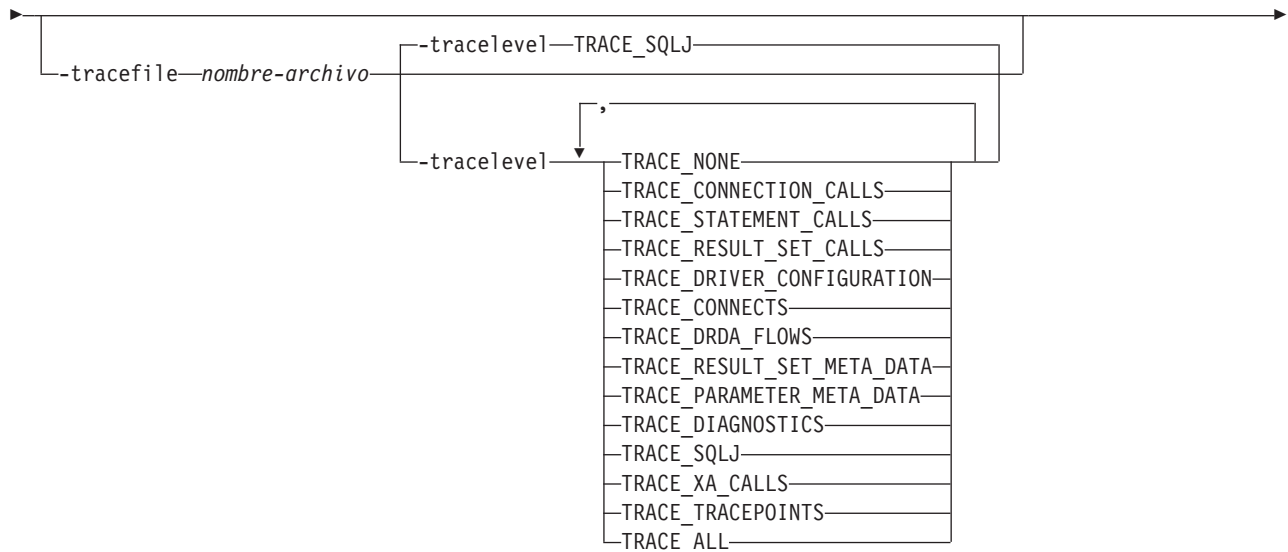 -tracelevel TRACE_SQLJ
-tracefile nombre-archivo
,
-tracelevel TRACE_NONE
TRACE_CONNECTION_CALLS
TRACE_STATEMENT_CALLS
TRACE_RESULT_SET_CALLS
TRACE_DRIVER_CONFIGURATION
TRACE_CONNECTS
TRACE_DRDA_FLOWS
TRACE_RESULT_SET_META_DATA
TRACE_PARAMETER_META_DATA
TRACE_DIAGNOSTICS
TRACE_SQLJ
TRACE_XA_CALLS
TRACE_TRACEPOINTS
TRACE_ALL